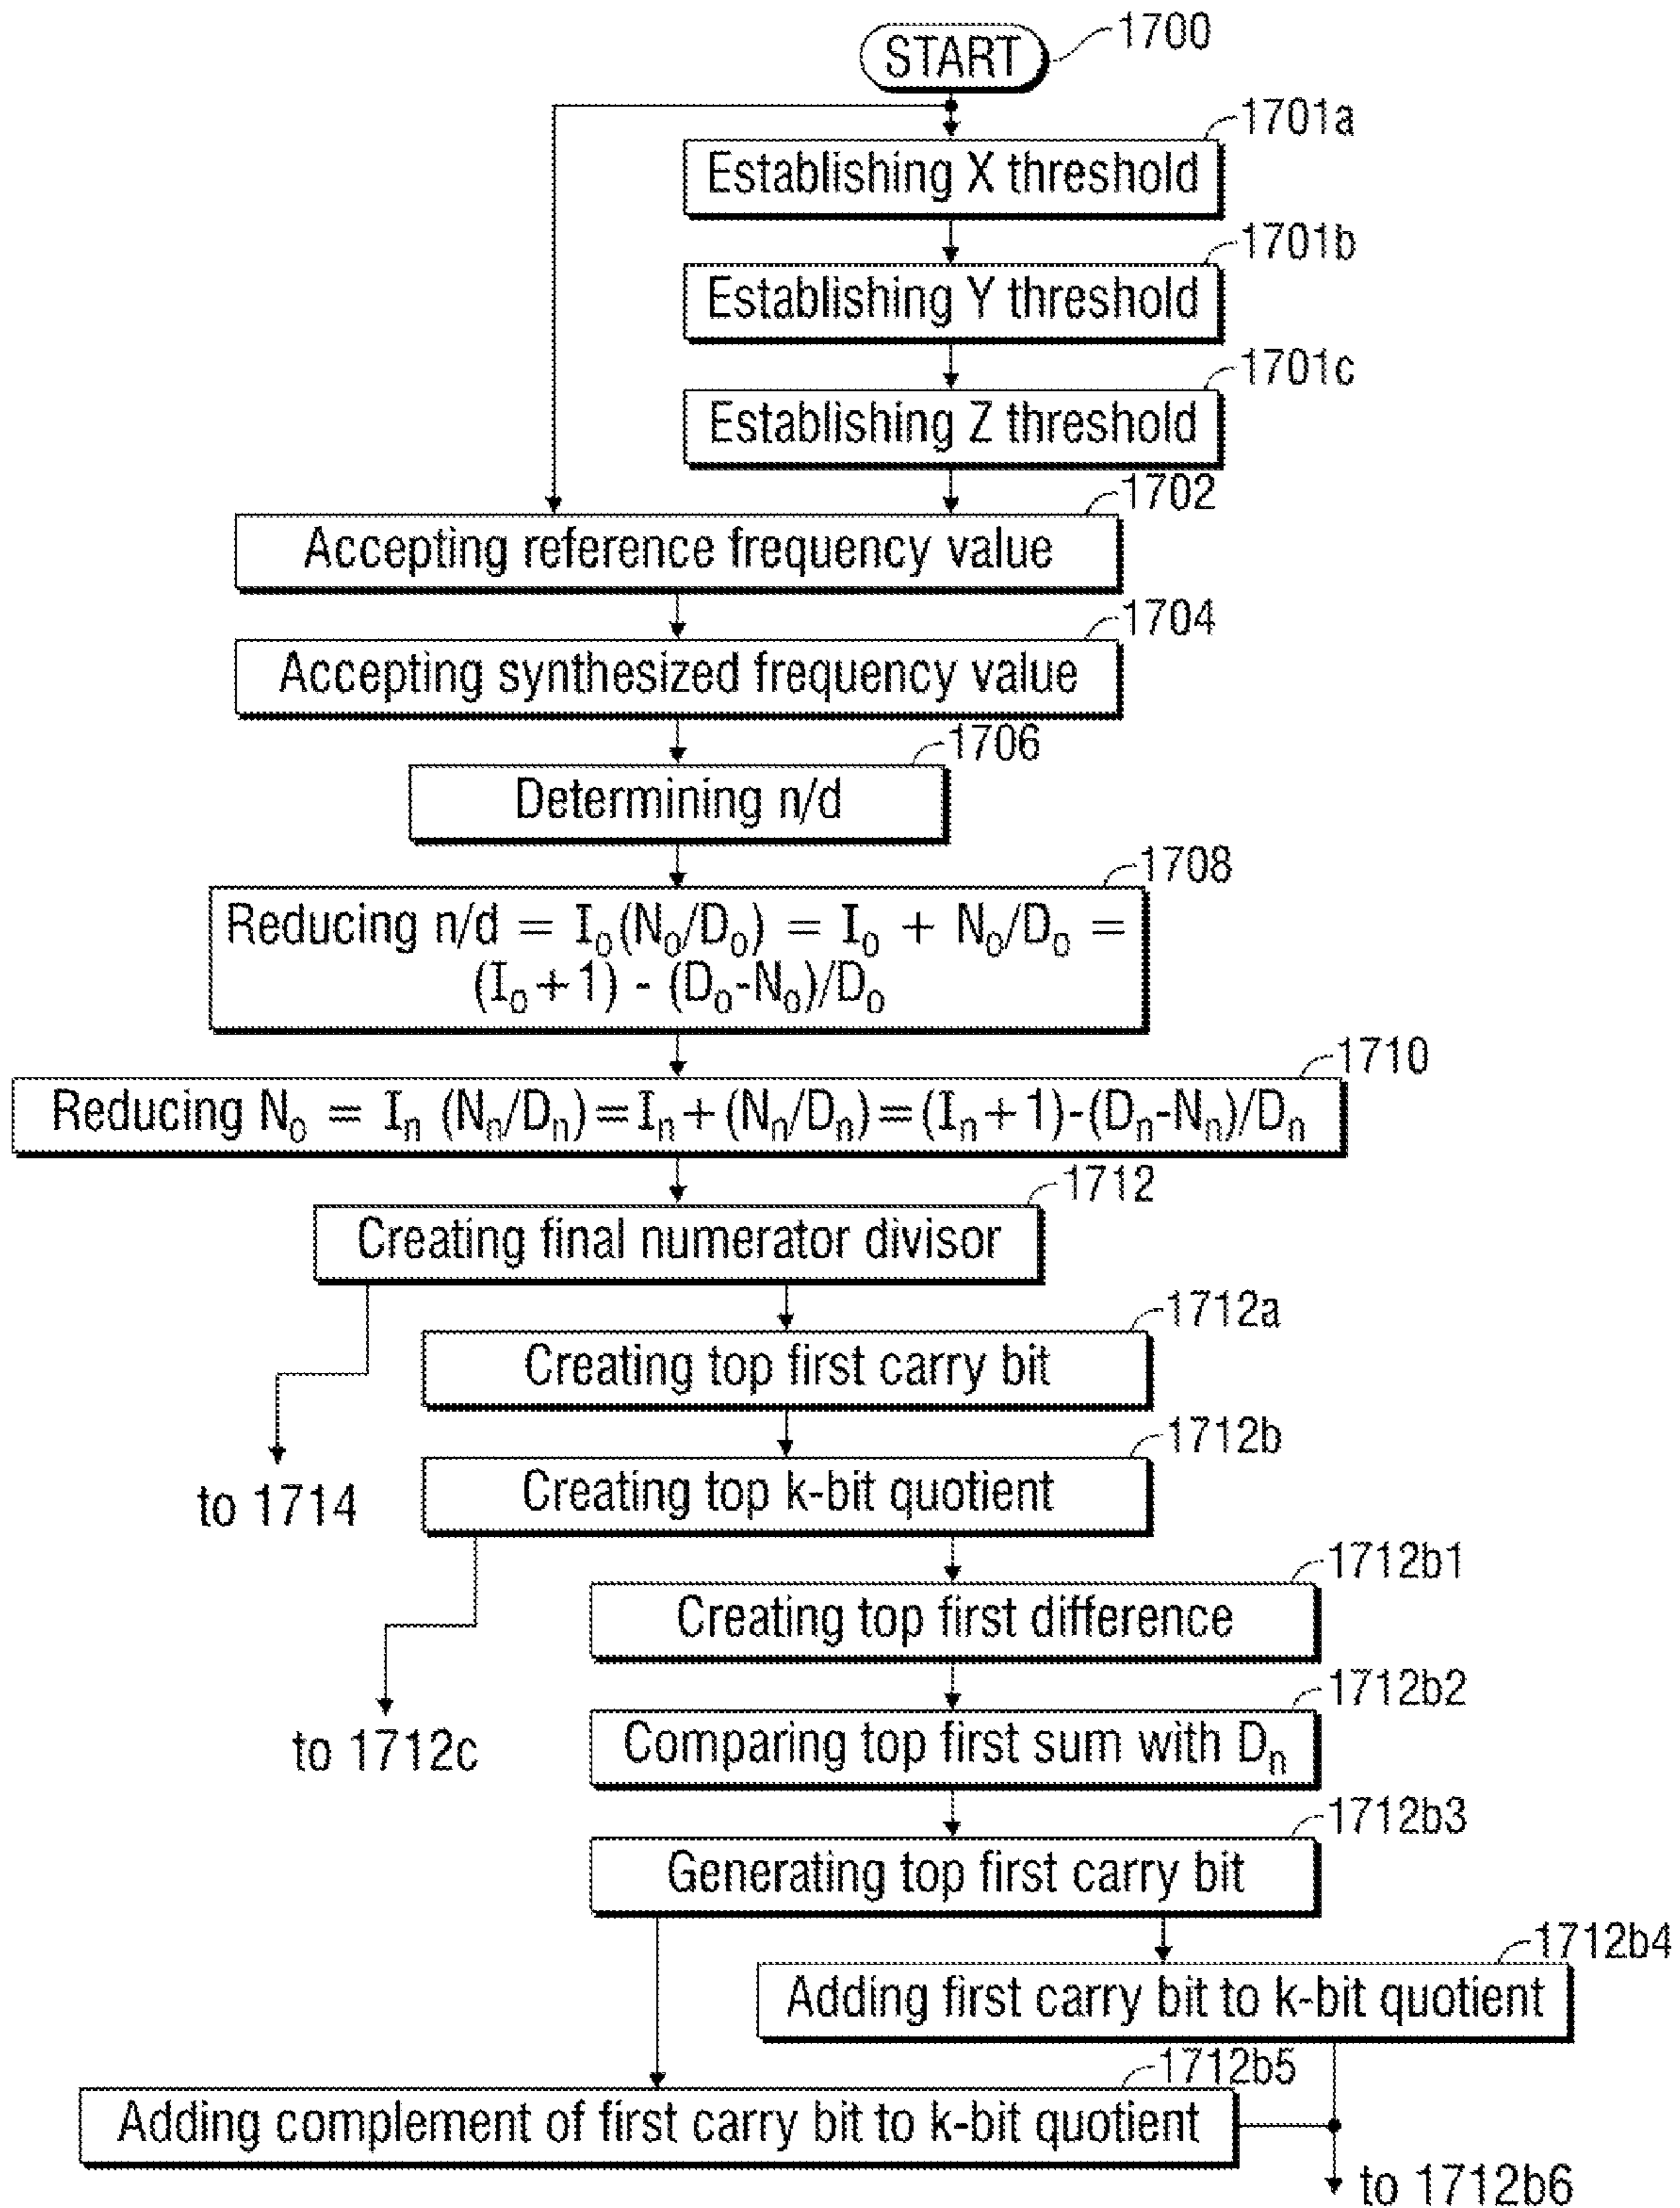 START
1700
1701a
Establishing X threshold
1701b
Establishing Y threshold
1701c
Establishing Z threshold
1702
Accepting reference frequency value
1704
Accepting synthesized frequency value
1706
Determining n/d
1708
Reducing n/d = I₀(N₀/D₀) = I₀ + N₀/D₀ =
(I₀+1) - (D₀-N₀)/D₀
1710
Reducing N₀ = Iₙ (Nₙ/Dₙ)=Iₙ+(Nₙ/Dₙ)=(Iₙ+1)-(Dₙ-Nₙ)/Dₙ
1712
Creating final numerator divisor
1712a
Creating top first carry bit
1712b
Creating top k-bit quotient
to 1714
1712b1
Creating top first difference
1712b2
Comparing top first sum with Dₙ
to 1712c
1712b3
Generating top first carry bit
1712b4
Adding first carry bit to k-bit quotient
1712b5
Adding complement of first carry bit to k-bit quotient
to 1712b6